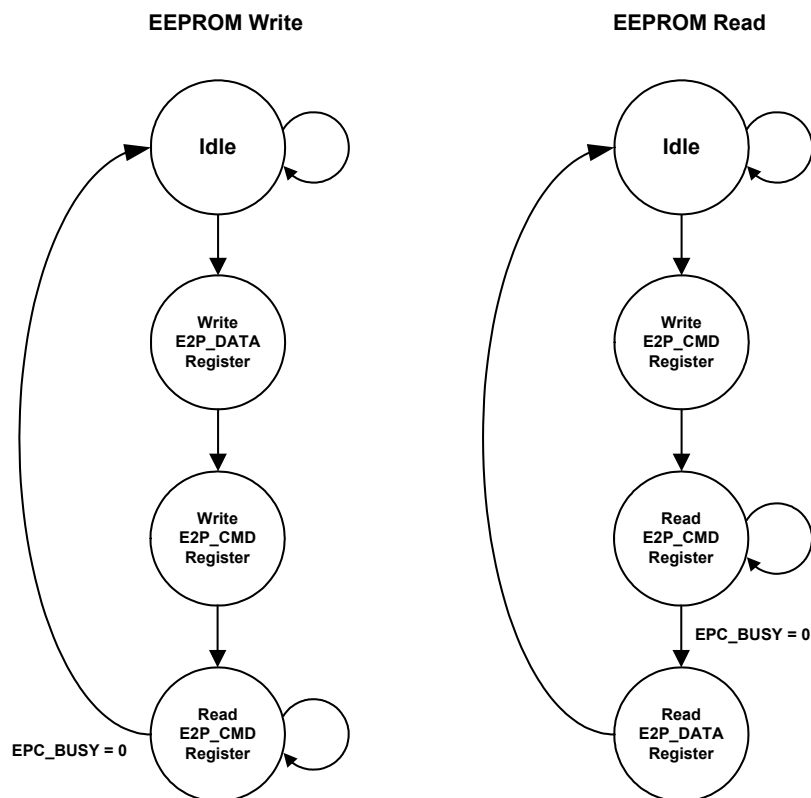 EEPROM Write
Idle
Write
E2P_DATA
Register
Write
E2P_CMD
Register
Read
E2P_CMD
Register
EPC_BUSY = 0
EEPROM Read
Idle
Write
E2P_CMD
Register
Read
E2P_CMD
Register
EPC_BUSY = 0
Read
E2P_DATA
Register